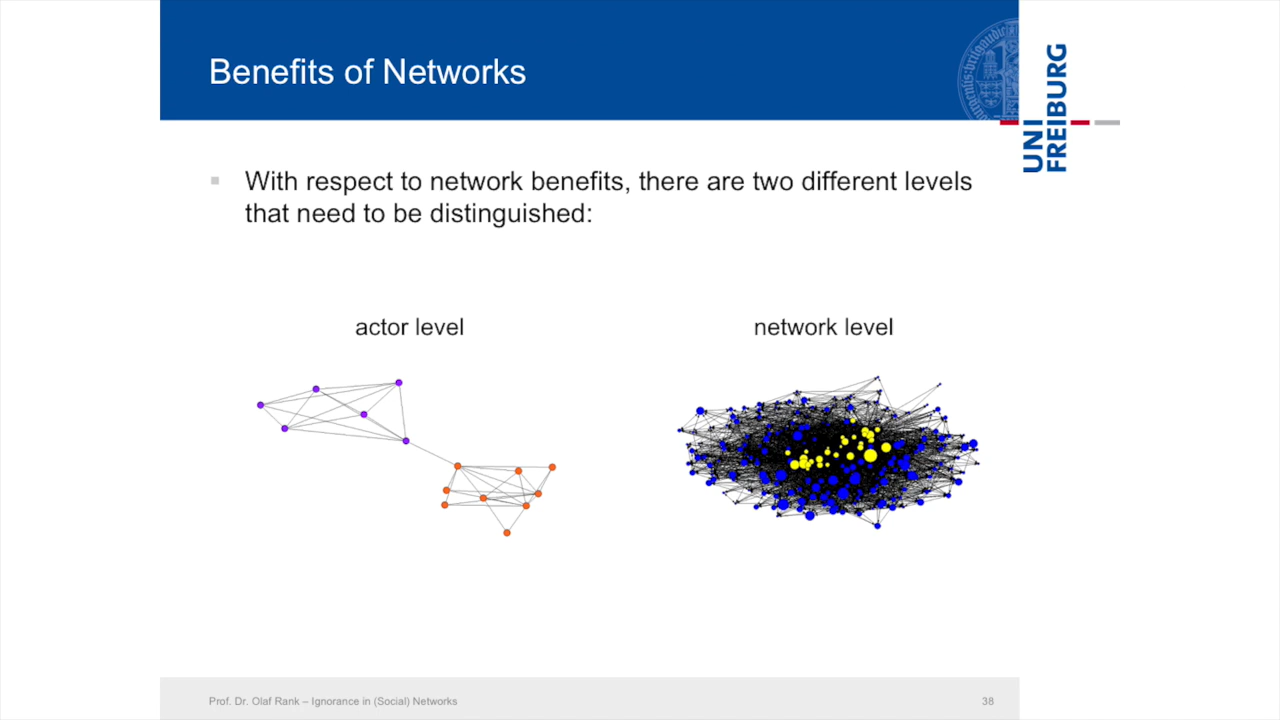 Benefits of Networks
UNI
FREIBURG
With respect to network benefits, there are two different levels
that need to be distinguished:
actor level
network level
Prof. Dr. Olaf Rank – Ignorance in (Social) Networks
38